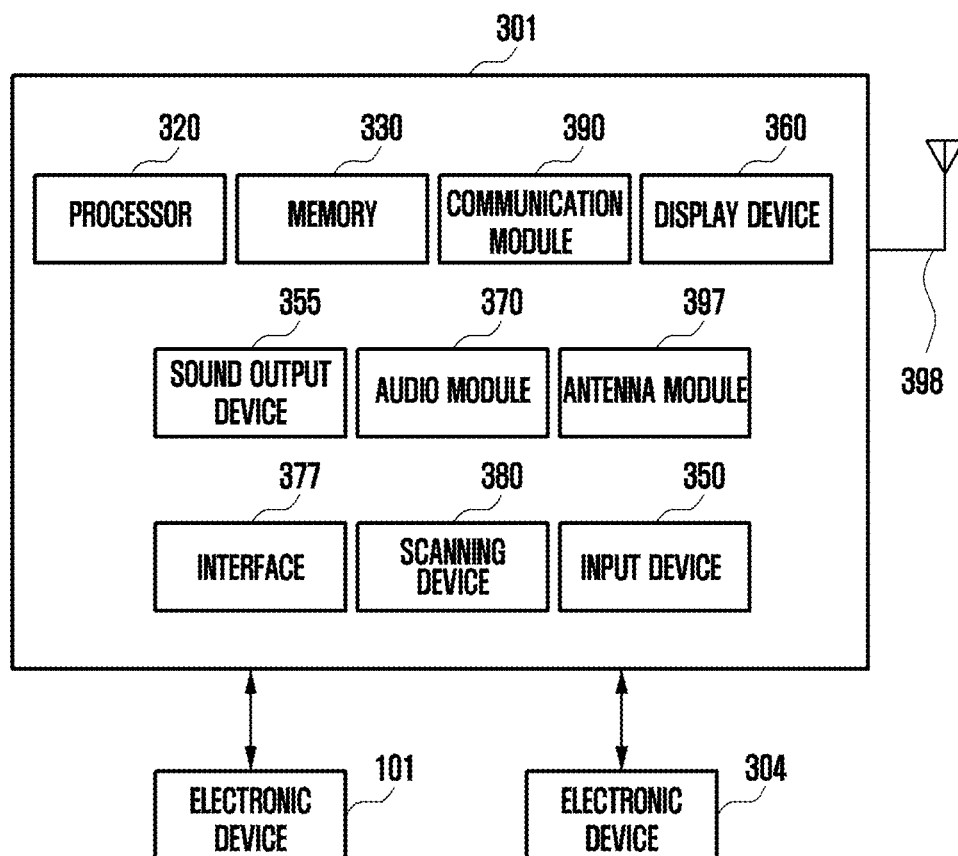 301
320
330
390
360
PROCESSOR
MEMORY
COMMUNICATION
MODULE
DISPLAY DEVICE
355
370
397
398
SOUND OUTPUT
DEVICE
AUDIO MODULE
ANTENNA MODULE
377
380
350
INTERFACE
SCANNING
DEVICE
INPUT DEVICE
101
304
ELECTRONIC
DEVICE
ELECTRONIC
DEVICE